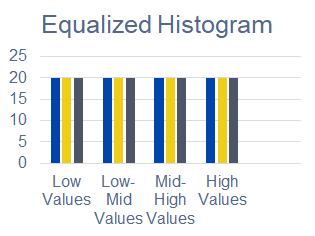 Equalized Histogram
25
20
15
10
5
0
Low Values
Low-Mid Values
Mid-High Values
High Values